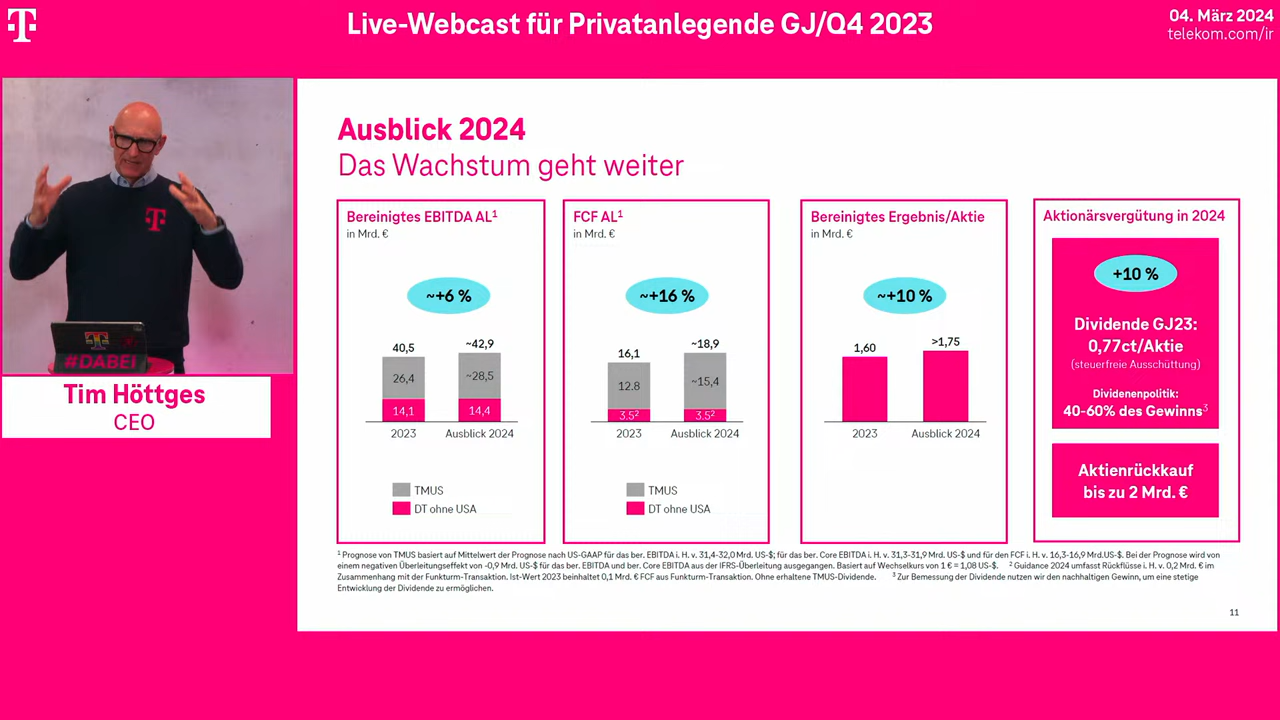 T
Live-Webcast für Privatanlegende GJ/Q4 2023
04. März 2024
telekom.com/ir
T
T
#DABEI
Tim Höttges
CEO
Ausblick 2024
Das Wachstum geht weiter
Bereinigtes EBITDA AL¹
in Mrd. €
~+6 %
40,5
~42,9
26,4
~28,5
14,1
14,4
2023
Ausblick 2024
TMUS
DT ohne USA
FCF AL¹
in Mrd. €
~+16 %
16,1
~18,9
12.8
~15,4
3.5²
3.5²
2023
Ausblick 2024
TMUS
DT ohne USA
Bereinigtes Ergebnis/Aktie
in Mrd. €
~+10 %
1,60
>1,75
2023
Ausblick 2024
Aktionärsvergütung in 2024
+10 %
Dividende GJ23:
0,77ct/Aktie
(steuerfreie Ausschüttung)
Dividenenpolitik:
40-60% des Gewinns³
Aktienrückkauf
bis zu 2 Mrd. €
¹ Prognose von TMUS basiert auf Mittelwert der Prognose nach US-GAAP für das ber. EBITDA i. H. v. 31,4-32,0 Mrd. US-$; für das ber. Core EBITDA i. H. v. 31,3-31,9 Mrd. US-$ und für den FCF i. H. v. 16,3-16,9 Mrd.US-$. Bei der Prognose wird von
einem negativen Überleitungseffekt von -0,9 Mrd. US-$ für das ber. EBITDA und ber. Core EBITDA aus der IFRS-Überleitung ausgegangen. Basiert auf Wechselkurs von 1 € = 1,08 US-$. ² Guidance 2024 umfasst Rückflüsse i. H. v. 0,2 Mrd. € im
Zusammenhang mit der Funkturm-Transaktion. Ist-Wert 2023 beinhaltet 0,1 Mrd. € FCF aus Funkturm-Transaktion. Ohne erhaltene TMUS-Dividende. ³ Zur Bemessung der Dividende nutzen wir den nachhaltigen Gewinn, um eine stetige
Entwicklung der Dividende zu ermöglichen.
11